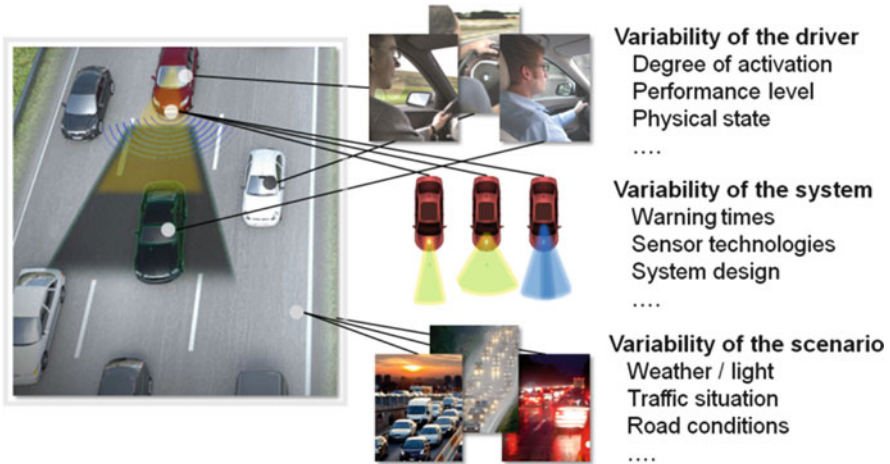 Variability of the driver
Degree of activation
Performance level
Physical state
....
Variability of the system
Warning times
Sensor technologies
System design
....
Variability of the scenario
Weather / light
Traffic situation
Road conditions
....